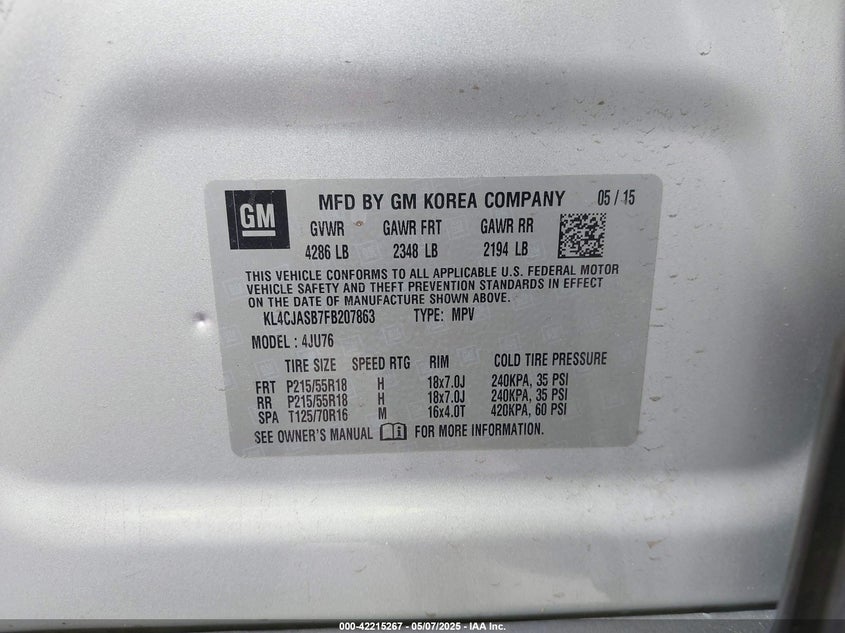 GM
MFD BY GM KOREA COMPANY 05 / 15
GVWR GAWR FRT GAWR RR
4286 LB 2348 LB 2194 LB
THIS VEHICLE CONFORMS TO ALL APPLICABLE U.S. FEDERAL MOTOR
VEHICLE SAFETY AND THEFT PREVENTION STANDARDS IN EFFECT
ON THE DATE OF MANUFACTURE SHOWN ABOVE.
KL4CJASB7FB207863 TYPE: MPV
MODEL : 4JU76
TIRE SIZE SPEED RTG RIM COLD TIRE PRESSURE
FRT P215/55R18 H 18x7.0J 240KPA, 35 PSI
RR P215/55R18 H 18x7.0J 240KPA, 35 PSI
SPA T125/70R16 M 16x4.0T 420KPA, 60 PSI
SEE OWNER'S MANUAL FOR MORE INFORMATION.
000-42215267 - 05/07/2025 - IAA Inc.